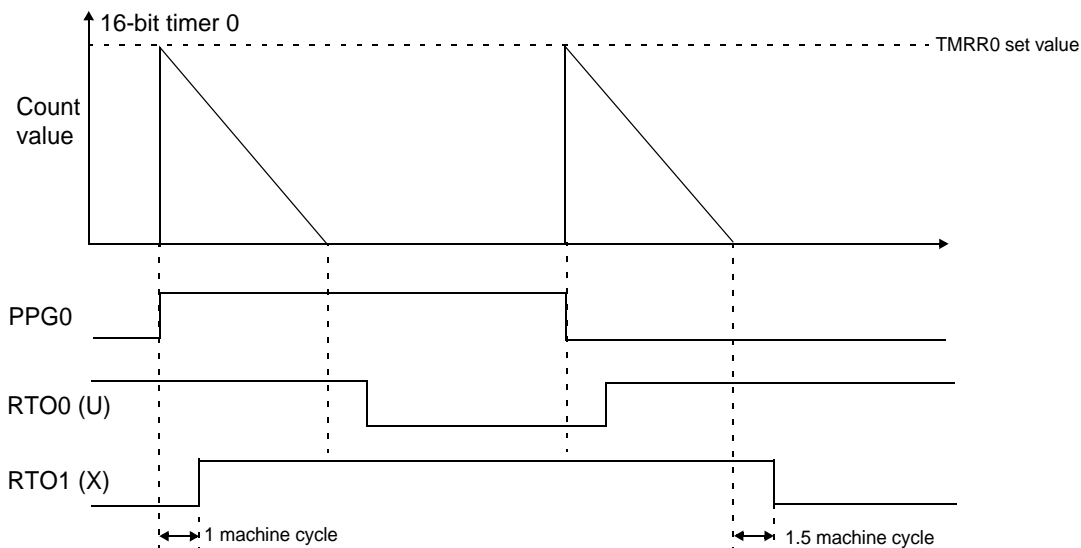 16-bit timer 0
TMRR0 set value
Count
value
PPG0
RTO0 (U)
RTO1 (X)
1 machine cycle
1.5 machine cycle